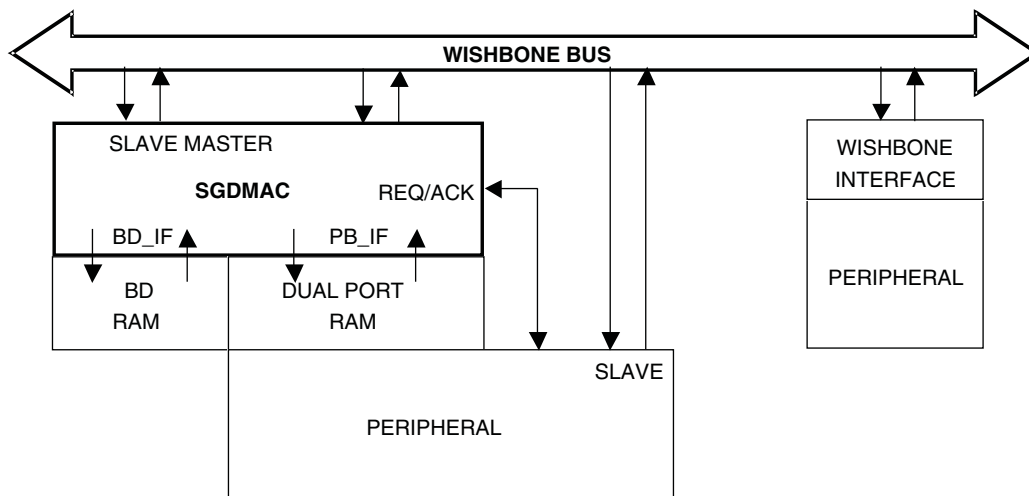 WISHBONE BUS
SLAVE MASTER
SGDMAC
REQ/ACK
BD_IF
PB_IF
BD
RAM
DUAL PORT
RAM
SLAVE
PERIPHERAL
WISHBONE
INTERFACE
PERIPHERAL